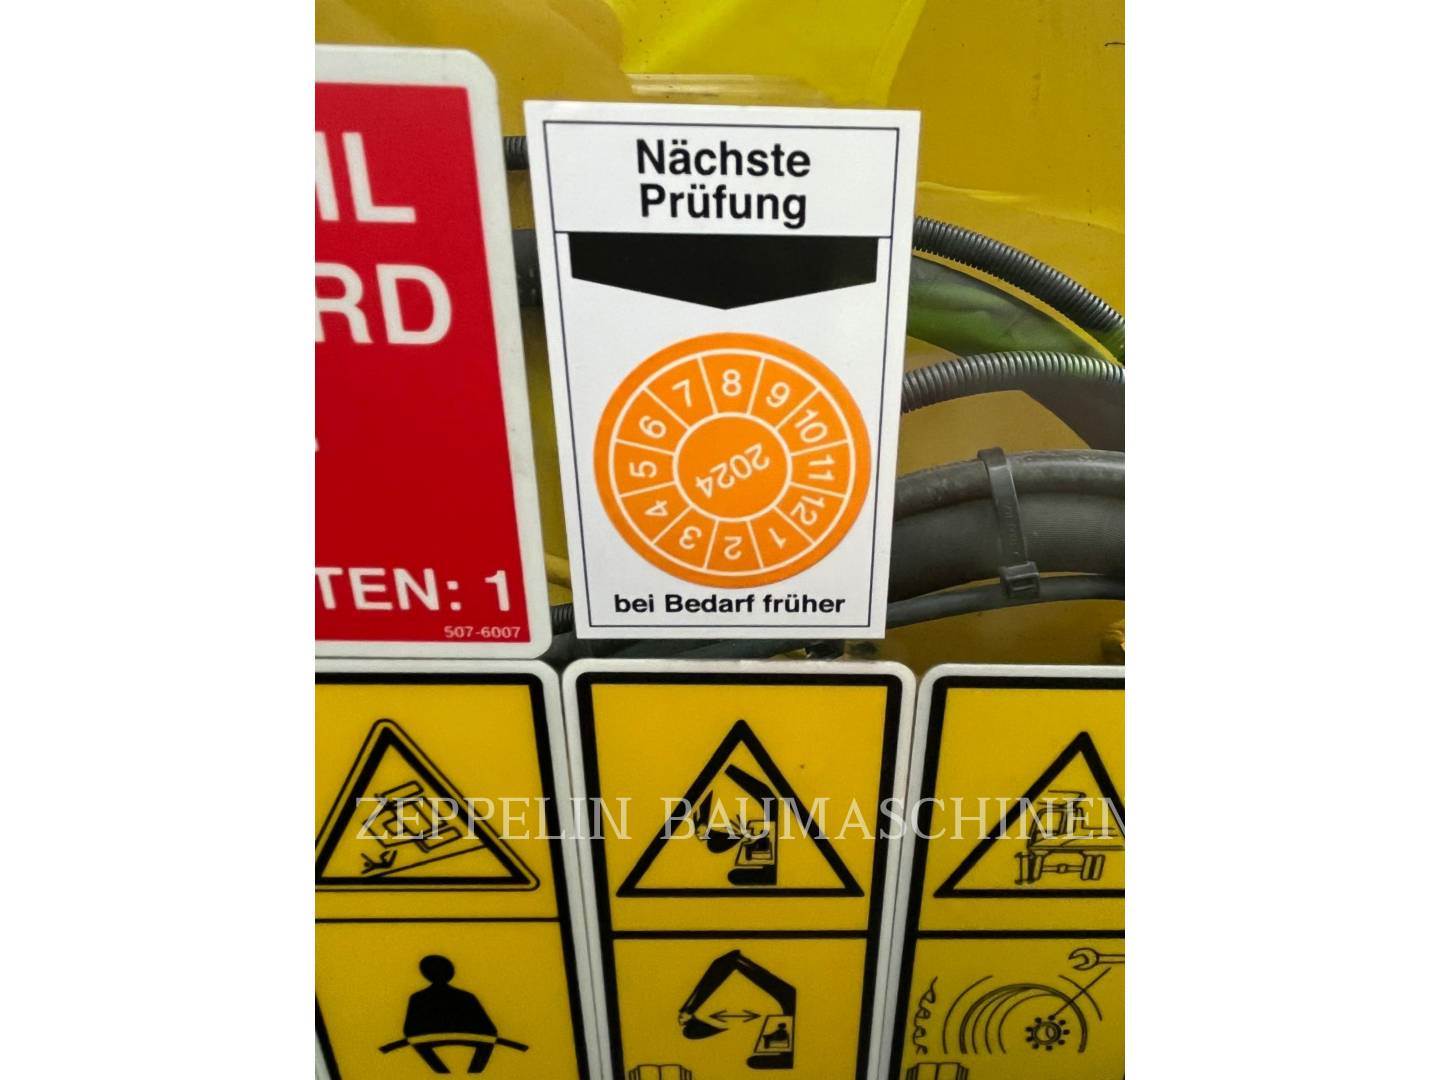 IL
RD
TEN: 1
507-6007
Nächste
Prüfung
8
9
10
11
12
1
2
3
4
5
6
7
2024
bei Bedarf früher
ZEPPELIN BAUMASCHINEN